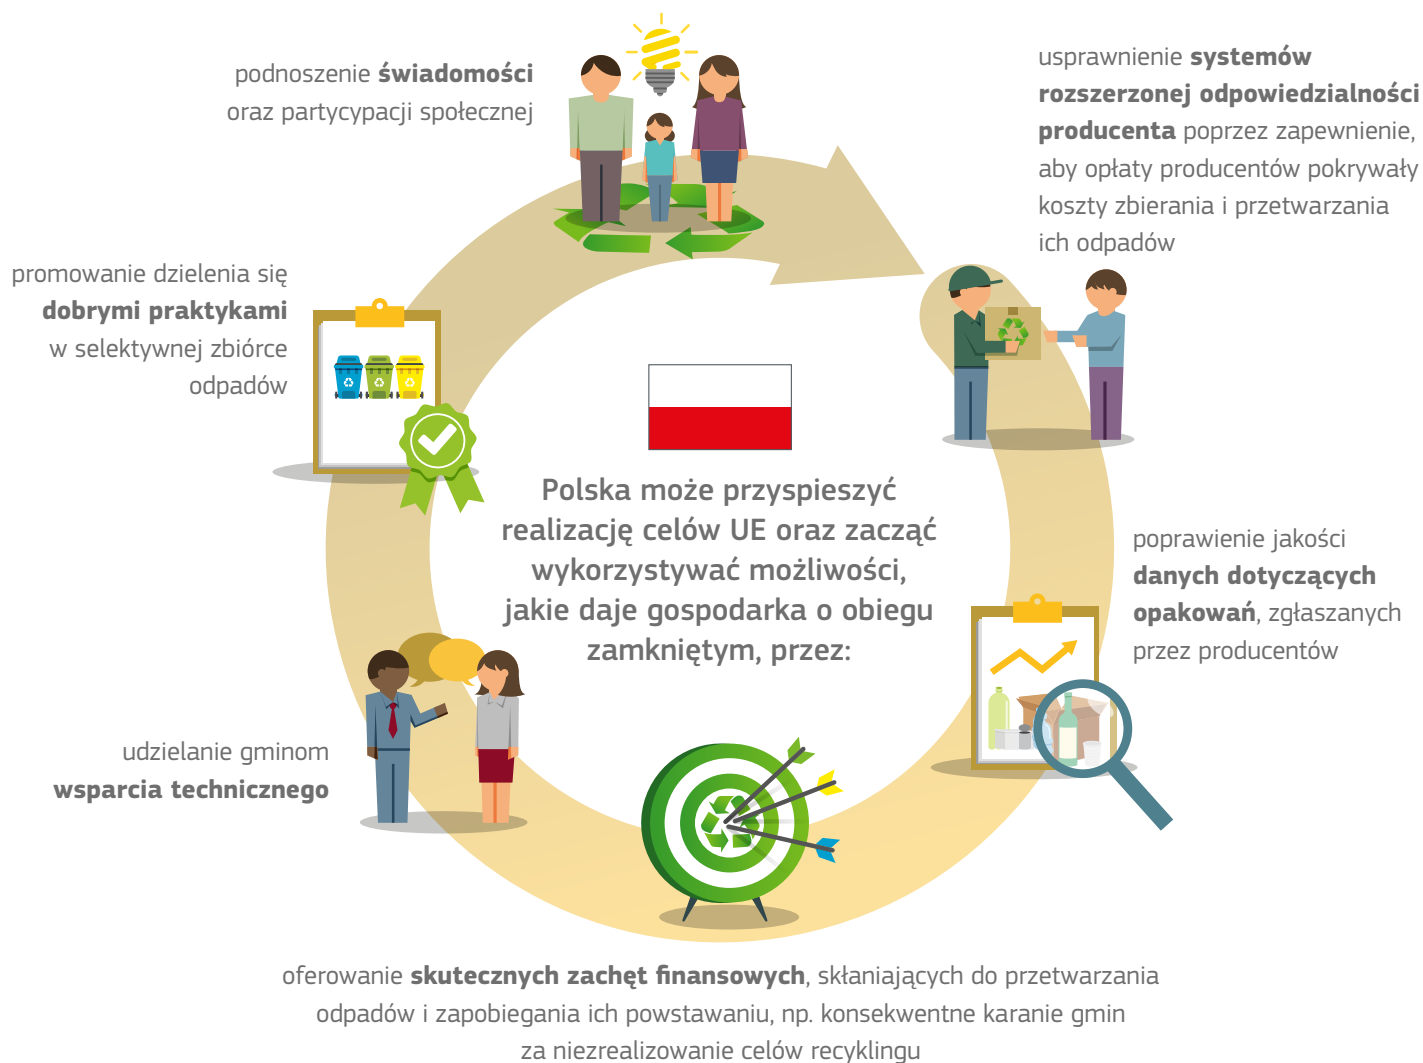 Polska może przyspieszyć
realizację celów UE oraz zacząć
wykorzystywać możliwości,
jakie daje gospodarka o obiegu
zamkniętym, przez:
usprawnienie systemów
rozszerzonej odpowiedzialności
producenta poprzez zapewnienie,
aby opłaty producentów pokrywały
koszty zbierania i przetwarzania
ich odpadów
poprawienie jakości
danych dotyczących
opakowań, zgłaszanych
przez producentów
oferowanie skutecznych zachęt finansowych, skłaniających do przetwarzania
odpadów i zapobiegania ich powstawaniu, np. konsekwentne karanie gmin
za niezrealizowanie celów recyklingu
udzielanie gminom
wsparcia technicznego
promowanie dzielenia się
dobrymi praktykami
w selektywnej zbiórce
odpadów
podnoszenie świadomości
oraz partycypacji społecznej